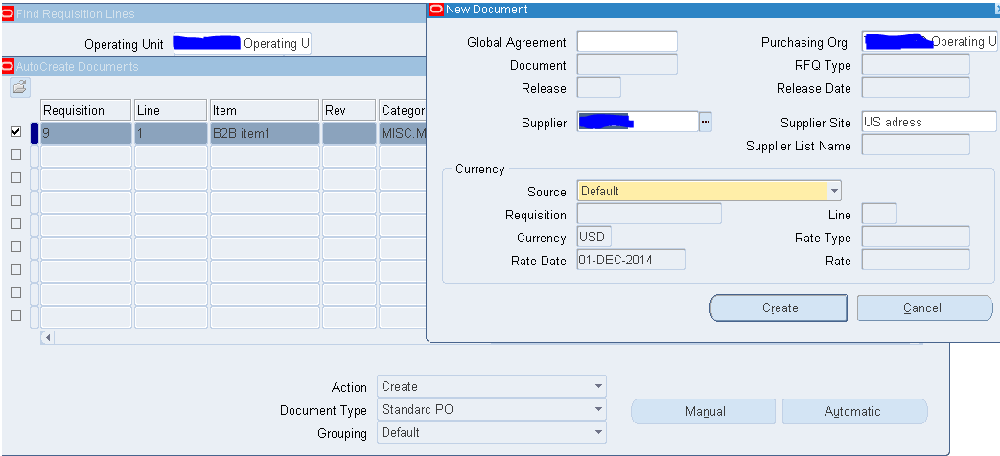 Find Requisition Lines
Operating Unit Operating U
AutoCreate Documents
Requisition Line Item Rev Categor
9 1 B2B item1 MISC.M
Action Create
Document Type Standard PO
Grouping Default
Manual Automatic
New Document
Global Agreement Purchasing Org Operating U
Document RFQ Type
Release Release Date
Supplier ... Supplier Site US adress
Supplier List Name
Currency
Source Default
Requisition Line
Currency USD Rate Type
Rate Date 01-DEC-2014 Rate
Create Cancel